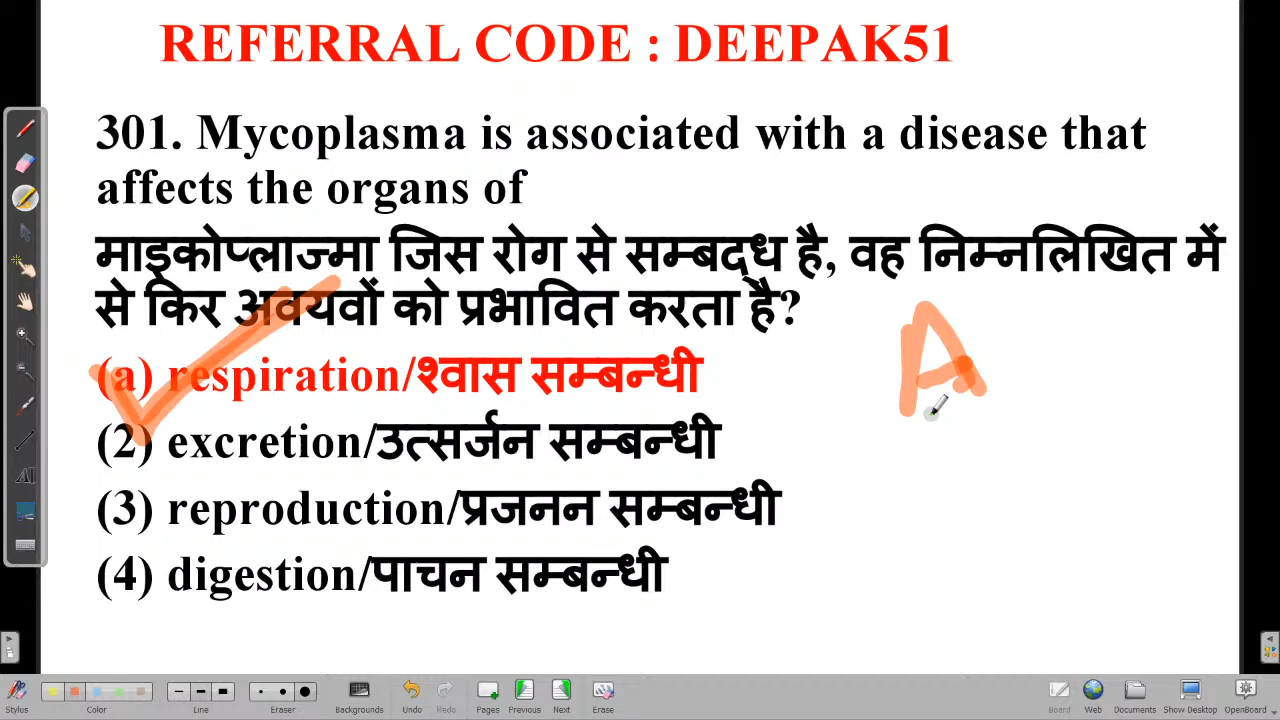 REFERRAL CODE : DEEPAK51
301. Mycoplasma is associated with a disease that
affects the organs of
माइकोप्लाज्मा जिस रोग से सम्बद्ध है, वह निम्नलिखित में
से किर अवयवों को प्रभावित करता है?
(a) respiration/श्वास सम्बन्धी
A
(2) excretion/उत्सर्जन सम्बन्धी
(3) reproduction/प्रजनन सम्बन्धी
(4) digestion/पाचन सम्बन्धी
Stylus Color Line Eraser Backgrounds Undo Redo Pages Previous Next Erase Board Web Documents Show Desktop OpenBoard